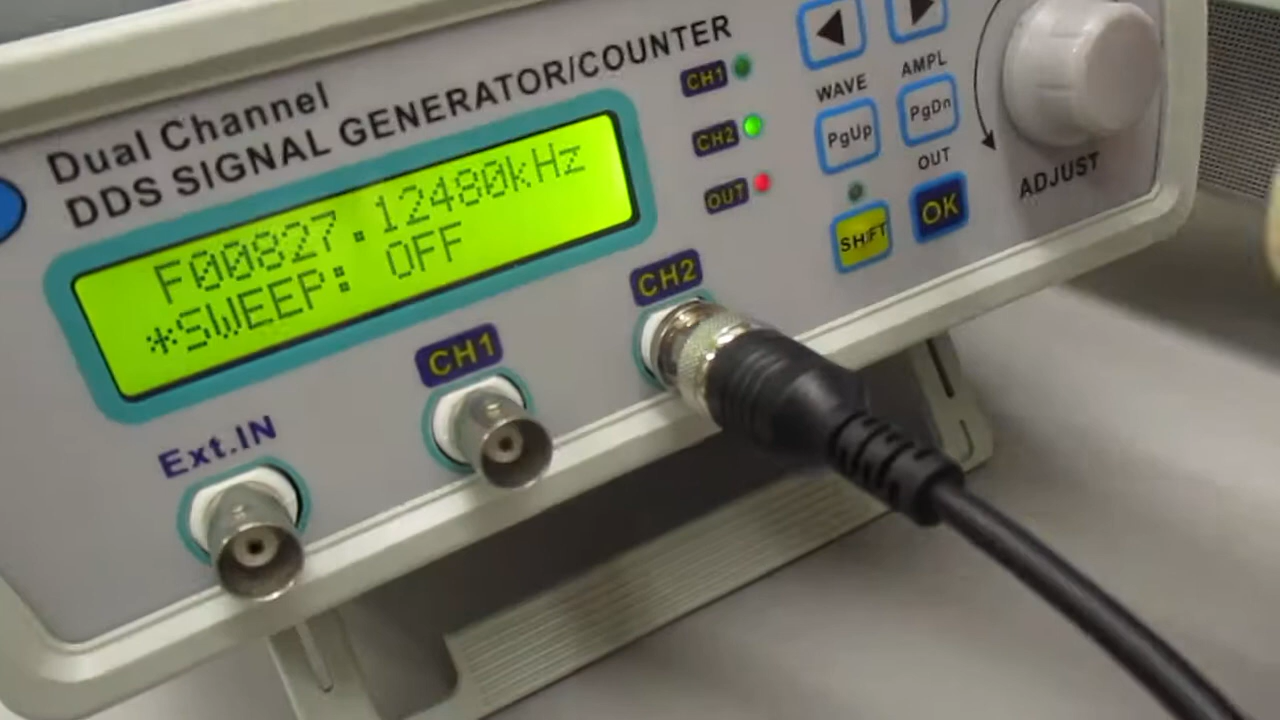 Dual Channel
DDS SIGNAL GENERATOR/COUNTER
F00827.12480kHz
*SWEEP: OFF
CH1
CH2
OUT
WAVE
AMPL
PgUp
PgDn
OUT
SHIFT
OK
ADJUST
Ext.IN
CH1
CH2